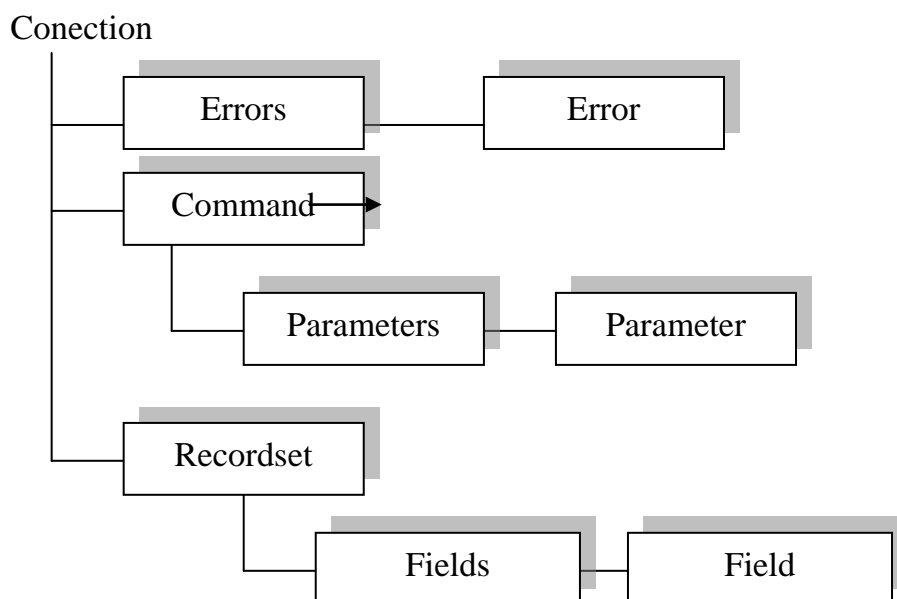 Conection
Errors
Error
Command
Parameters
Parameter
Recordset
Fields
Field